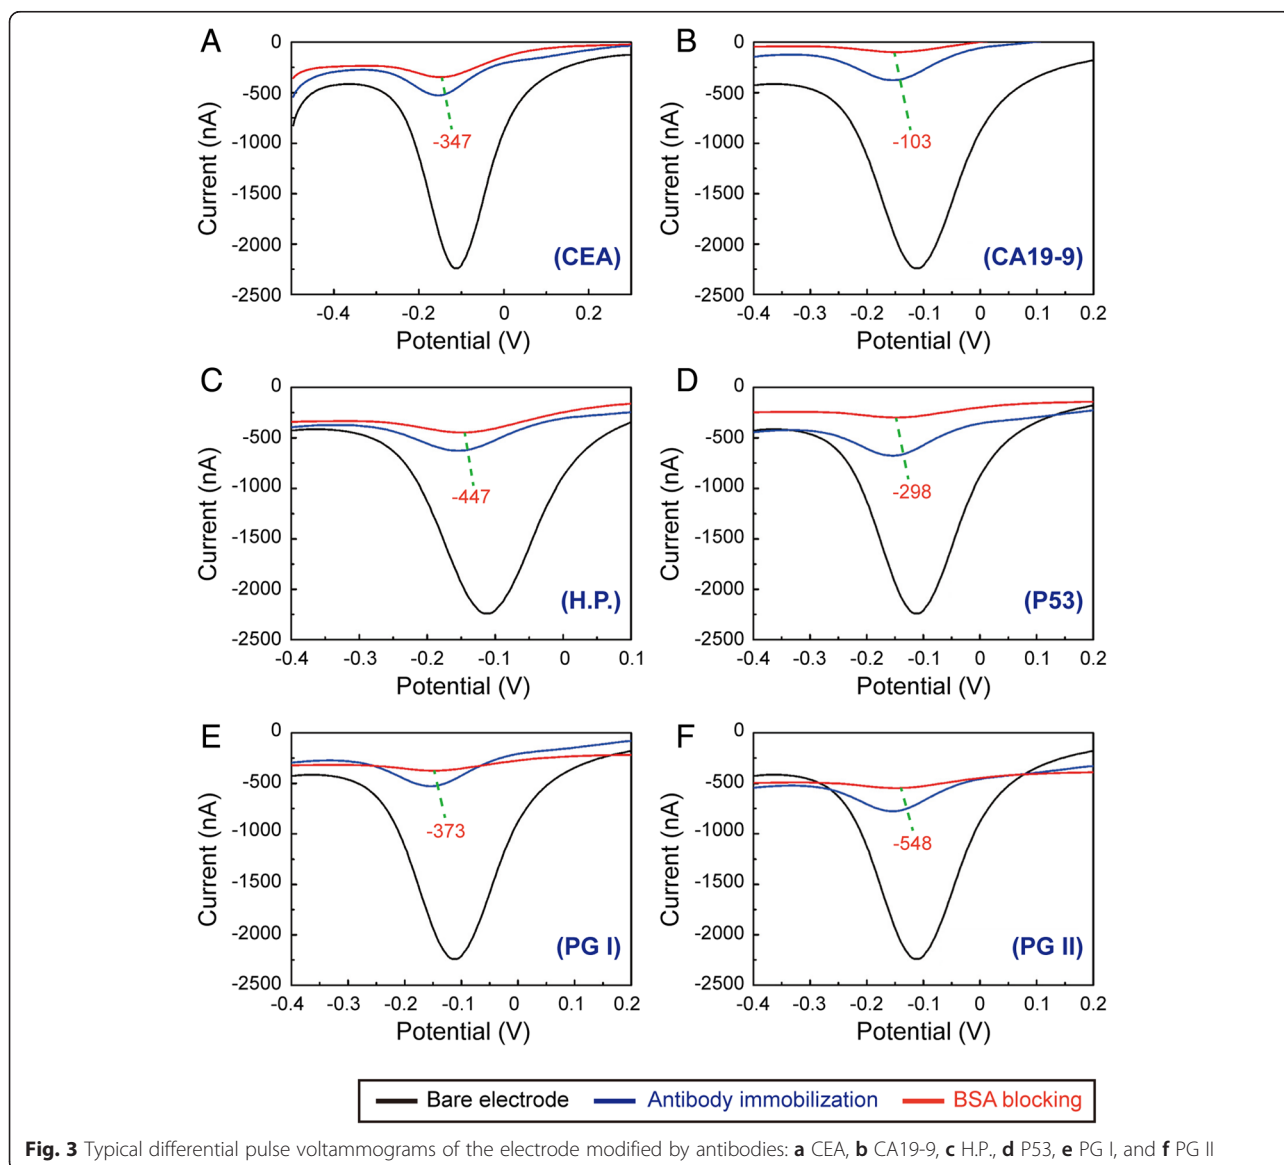 A
0
-500
-1000
-1500
-2000
-2500
Current (nA)
-347
(CEA)
-0.4 -0.2 0 0.2
Potential (V)
B
0
-500
-1000
-1500
-2000
-2500
Current (nA)
-103
(CA19-9)
-0.4 -0.3 -0.2 -0.1 0 0.1 0.2
Potential (V)
C
0
-500
-1000
-1500
-2000
-2500
Current (nA)
-447
(H.P.)
-0.4 -0.3 -0.2 -0.1 0 0.1
Potential (V)
D
0
-500
-1000
-1500
-2000
-2500
Current (nA)
-298
(P53)
-0.4 -0.3 -0.2 -0.1 0 0.1 0.2
Potential (V)
E
0
-500
-1000
-1500
-2000
-2500
Current (nA)
-373
(PG I)
-0.4 -0.3 -0.2 -0.1 0 0.1 0.2
Potential (V)
F
0
-500
-1000
-1500
-2000
-2500
Current (nA)
-548
(PG II)
-0.4 -0.3 -0.2 -0.1 0 0.1 0.2
Potential (V)
Bare electrode Antibody immobilization BSA blocking
Fig. 3 Typical differential pulse voltammograms of the electrode modified by antibodies: a CEA, b CA19-9, c H.P., d P53, e PG I, and f PG II